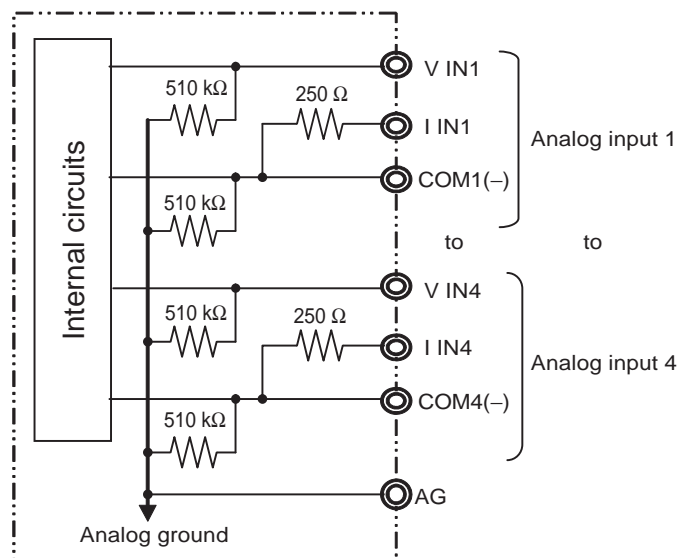 Internal circuits
510 kΩ
250 Ω
510 kΩ
V IN1
I IN1
COM1(−)
Analog input 1
to
to
510 kΩ
250 Ω
510 kΩ
V IN4
I IN4
COM4(−)
Analog input 4
AG
Analog ground